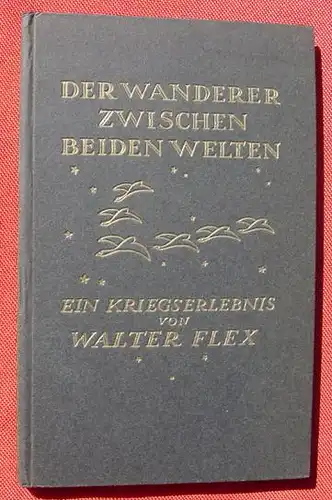 DER WANDERER
ZWISCHEN
BEIDEN WELTEN
EIN KRIEGSERLEBNIS
VON
WALTER FLEX